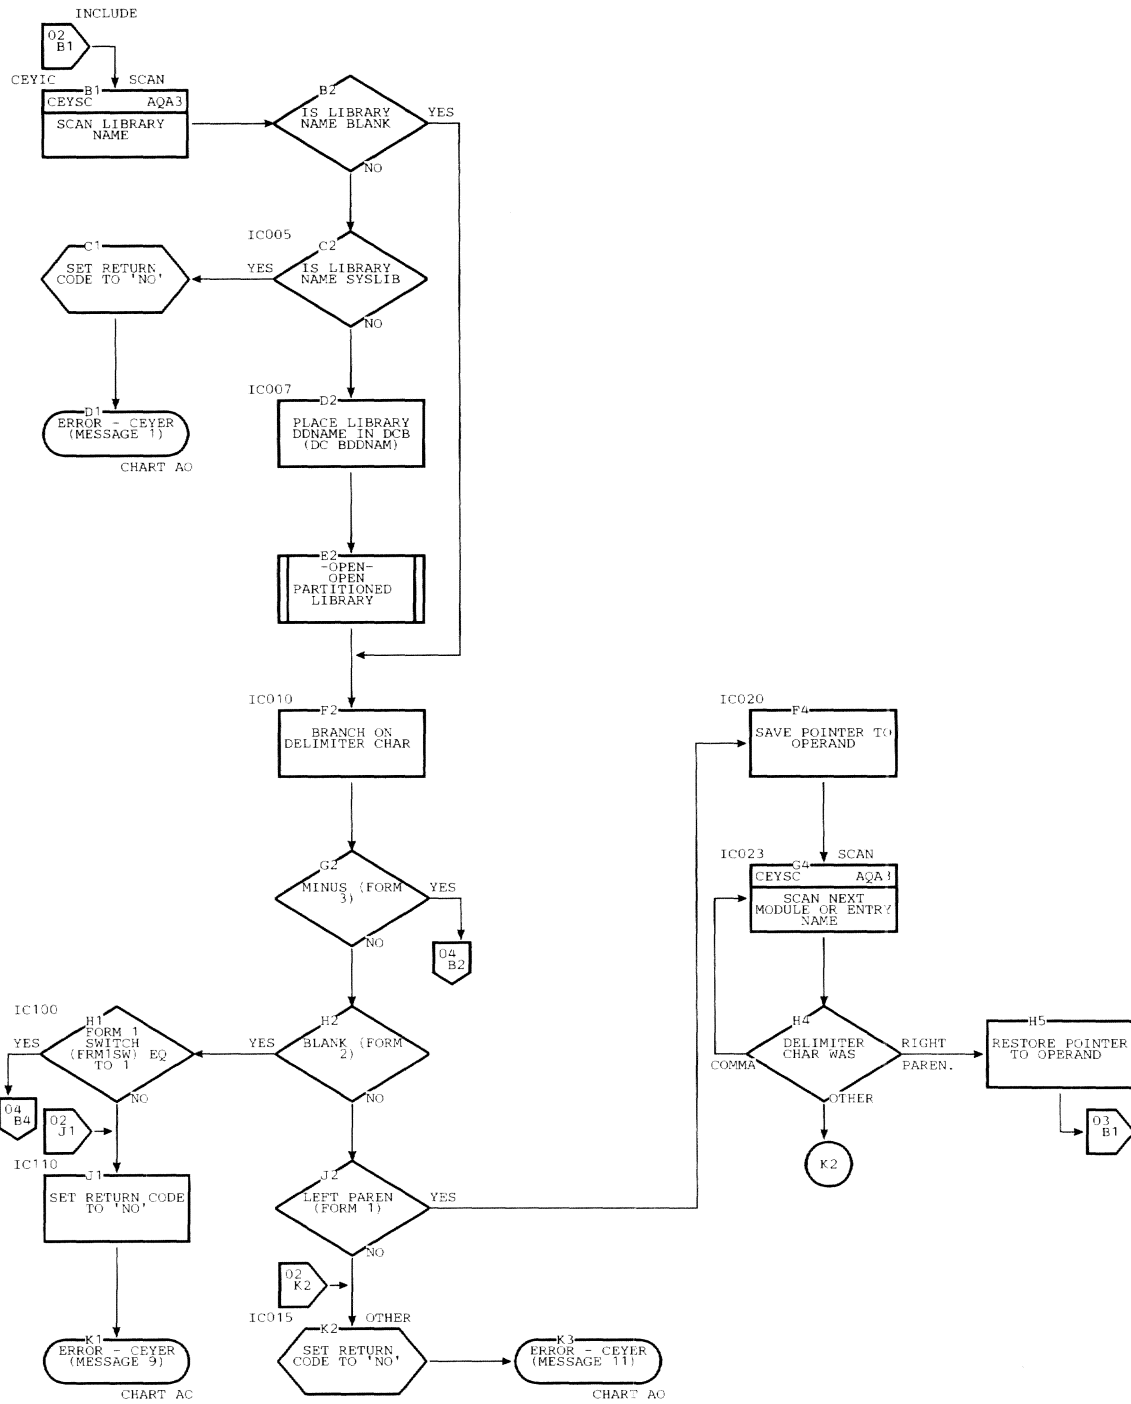 INCLUDE
02
B1
CEYIC
SCAN
B1
CEYSC AQA3
SCAN LIBRARY
NAME
B2
IS LIBRARY
NAME BLANK
YES
NO
IC005
C1
SET RETURN
CODE TO 'NO'
YES
C2
IS LIBRARY
NAME SYSLIB
NO
IC007
D1
ERROR - CEYER
(MESSAGE 1)
CHART AO
D2
PLACE LIBRARY
DDNAME IN DCB
(DC BDDNAM)
E2
-OPEN-
OPEN
PARTITIONED
LIBRARY
IC010
F2
BRANCH ON
DELIMITER CHAR
IC020
F4
SAVE POINTER TO
OPERAND
G2
MINUS (FORM
3)
YES
NO
04
B2
IC023
SCAN
G4
CEYSC AQA3
SCAN NEXT
MODULE OR ENTRY
NAME
IC100
H1
FORM 1
SWITCH
(FRM1SW) EQ
TO 1
YES
NO
04
B4
YES
H2
BLANK (FORM
2)
NO
COMMA
H4
DELIMITER
CHAR WAS
RIGHT
PAREN.
OTHER
K2
H5
RESTORE POINTER
TO OPERAND
03
B1
02
J1
IC110
J1
SET RETURN CODE
TO 'NO'
J2
LEFT PAREN
(FORM 1)
YES
NO
02
K2
IC015
OTHER
K1
ERROR - CEYER
(MESSAGE 9)
CHART AO
K2
SET RETURN
CODE TO 'NO'
K3
ERROR - CEYER
(MESSAGE 11)
CHART AO